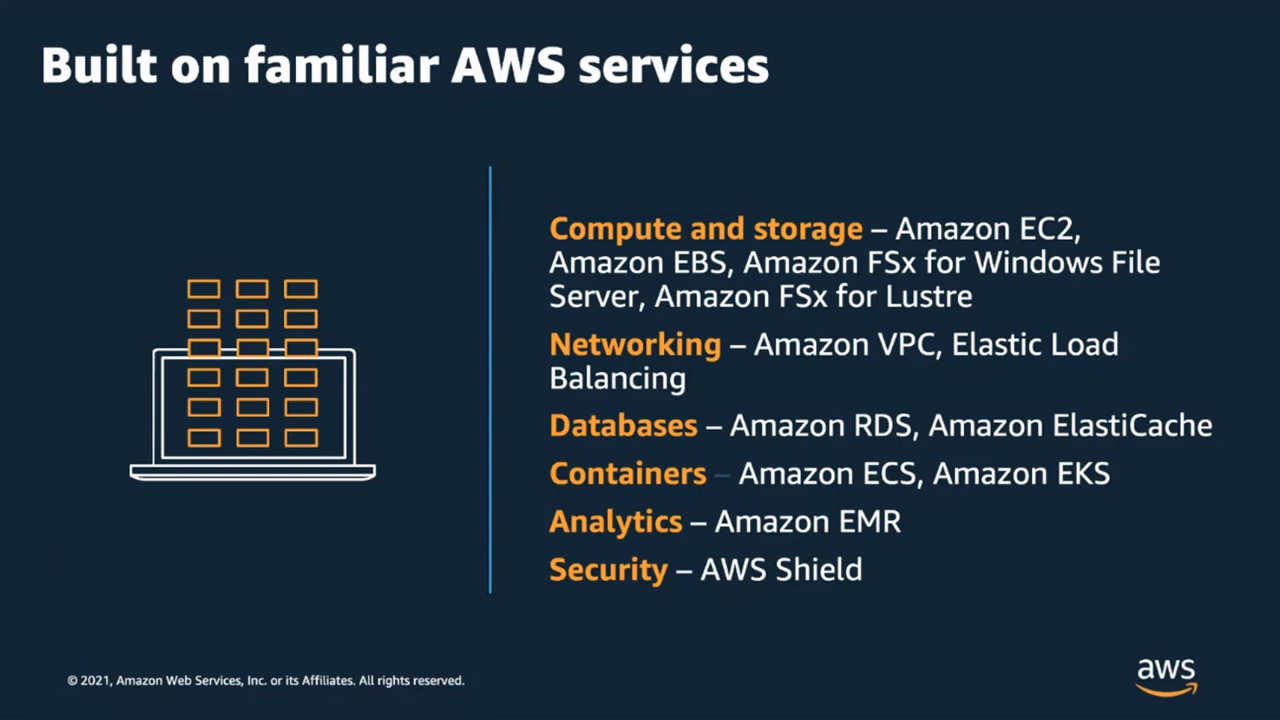 Built on familiar AWS services
Compute and storage – Amazon EC2,
Amazon EBS, Amazon FSx for Windows File
Server, Amazon FSx for Lustre
Networking – Amazon VPC, Elastic Load
Balancing
Databases – Amazon RDS, Amazon ElastiCache
Containers – Amazon ECS, Amazon EKS
Analytics – Amazon EMR
Security – AWS Shield
© 2021, Amazon Web Services, Inc. or its Affiliates. All rights reserved.
aws